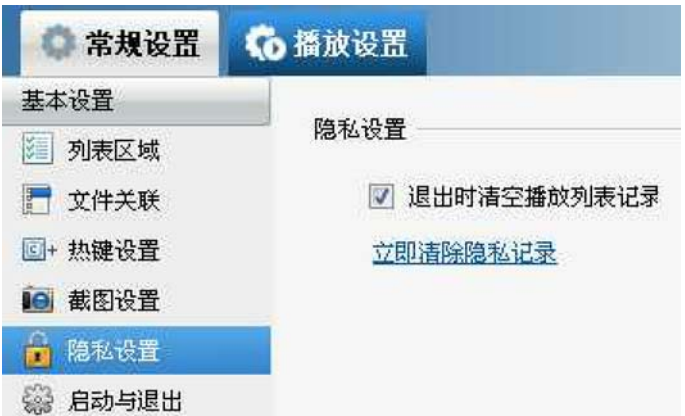 常规设置 播放设置
基本设置
列表区域
文件关联
热键设置
截图设置
隐私设置
启动与退出
隐私设置
退出时清空播放列表记录
立即清除隐私记录